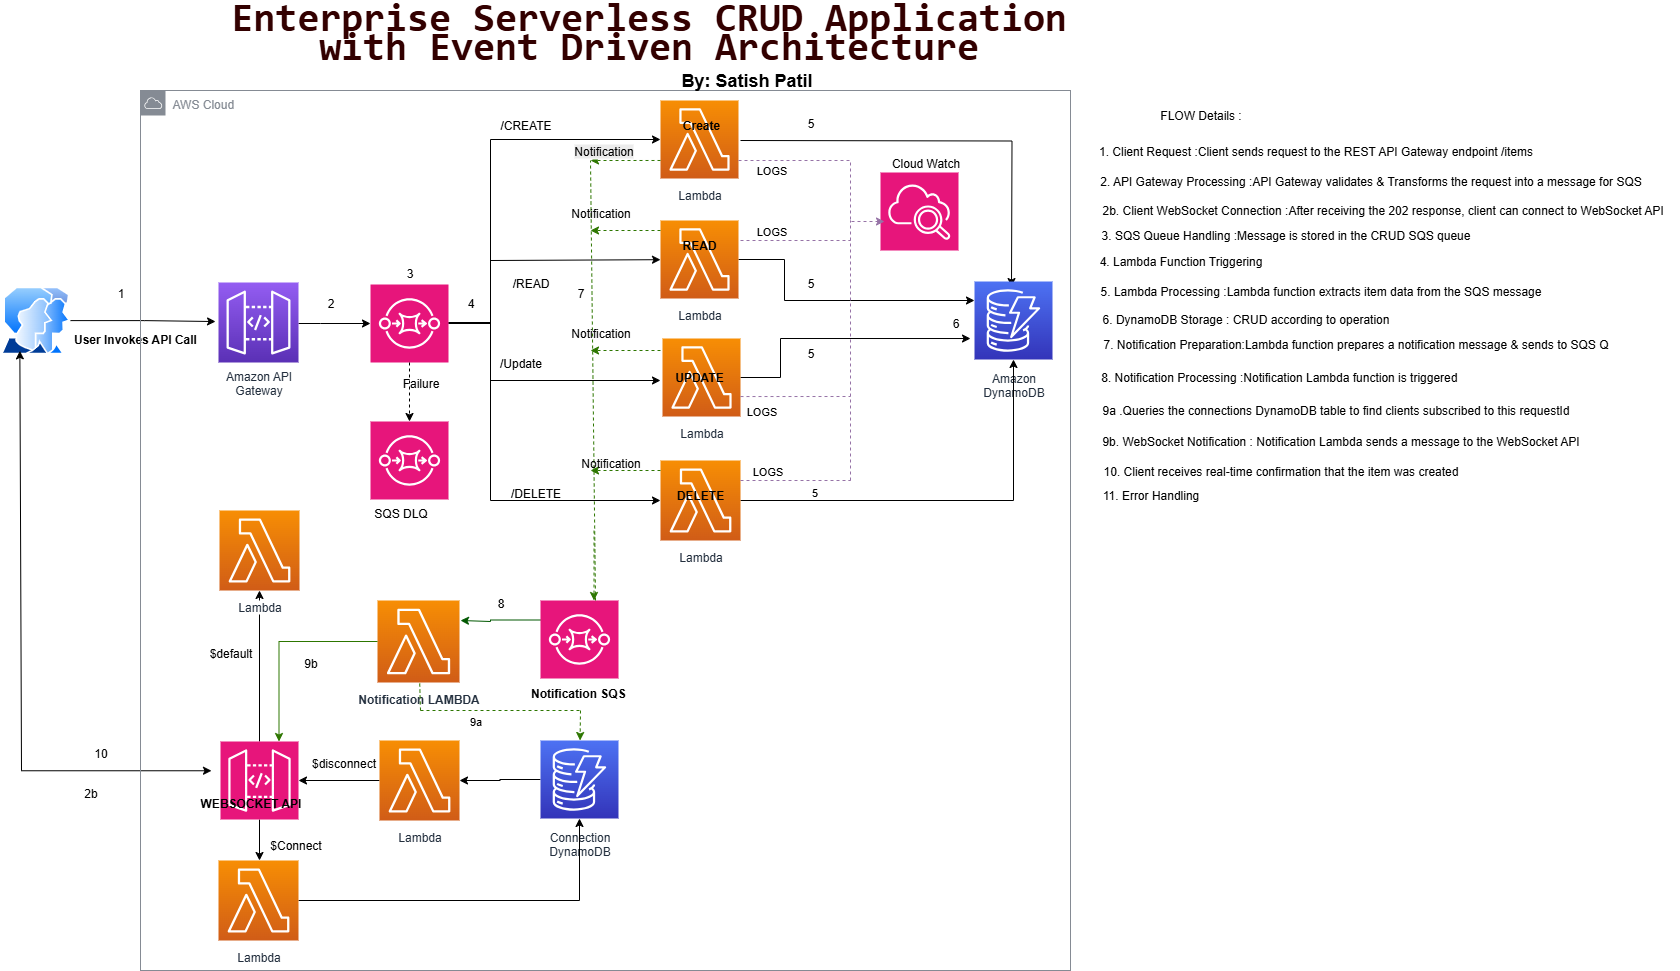 Enterprise Serverless CRUD Application
with Event Driven Architecture
By: Satish Patil
AWS Cloud
FLOW Details :
1. Client Request :Client sends request to the REST API Gateway endpoint /items
2. API Gateway Processing :API Gateway validates & Transforms the request into a message for SQS
2b. Client WebSocket Connection :After receiving the 202 response, client can connect to WebSocket API
3. SQS Queue Handling :Message is stored in the CRUD SQS queue
4. Lambda Function Triggering
5. Lambda Processing :Lambda function extracts item data from the SQS message
6. DynamoDB Storage : CRUD according to operation
7. Notification Preparation:Lambda function prepares a notification message & sends to SQS Q
8. Notification Processing :Notification Lambda function is triggered
9a .Queries the connections DynamoDB table to find clients subscribed to this requestId
9b. WebSocket Notification : Notification Lambda sends a message to the WebSocket API
10. Client receives real-time confirmation that the item was created
11. Error Handling
/CREATE
Create
5
Notification
LOGS
Cloud Watch
Lambda
Notification
LOGS
READ
/READ
5
Lambda
1
User Invokes API Call
2
3
4
7
6
Amazon API
Gateway
Failure
SQS DLQ
Notification
/Update
UPDATE
5
LOGS
Lambda
Amazon
DynamoDB
Notification
LOGS
/DELETE
DELETE
5
Lambda
Lambda
$default
8
9b
Notification LAMBDA
Notification SQS
9a
10
2b
$disconnect
WEBSOCKET API
Lambda
Connection
DynamoDB
$Connect
Lambda